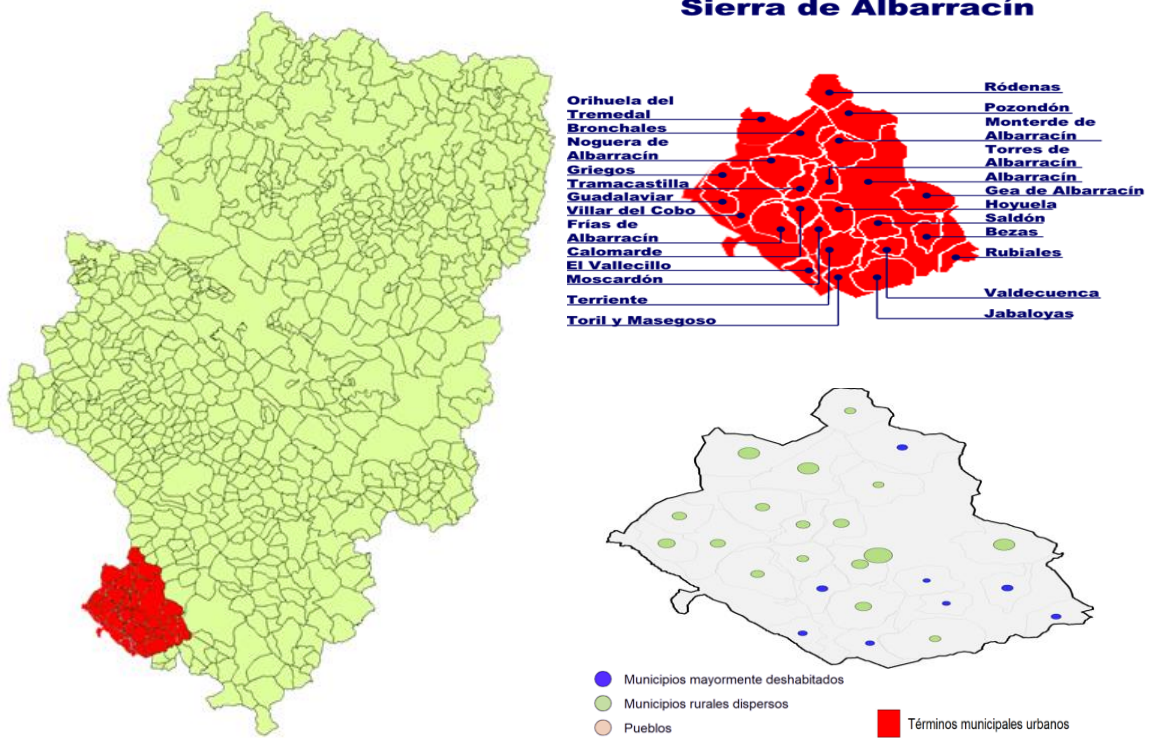 Sierra de Albarracín
Orihuela del
Tremedal
Bronchales
Noguera de
Albarracín
Griegos
Tramacastilla
Guadalaviar
Villar del Cobo
Frías de
Albarracín
Calomarde
El Vallecillo
Moscardón
Terriente
Toril y Masegoso
Ródenas
Pozondón
Monterde de
Albarracín
Torres de
Albarracín
Albarracín
Gea de Albarracín
Hoyuela
Saldón
Bezas
Rubiales
Valdecuenca
Jabaloyas
Municipios mayormente deshabitados
Municipios rurales dispersos
Pueblos
Términos municipales urbanos